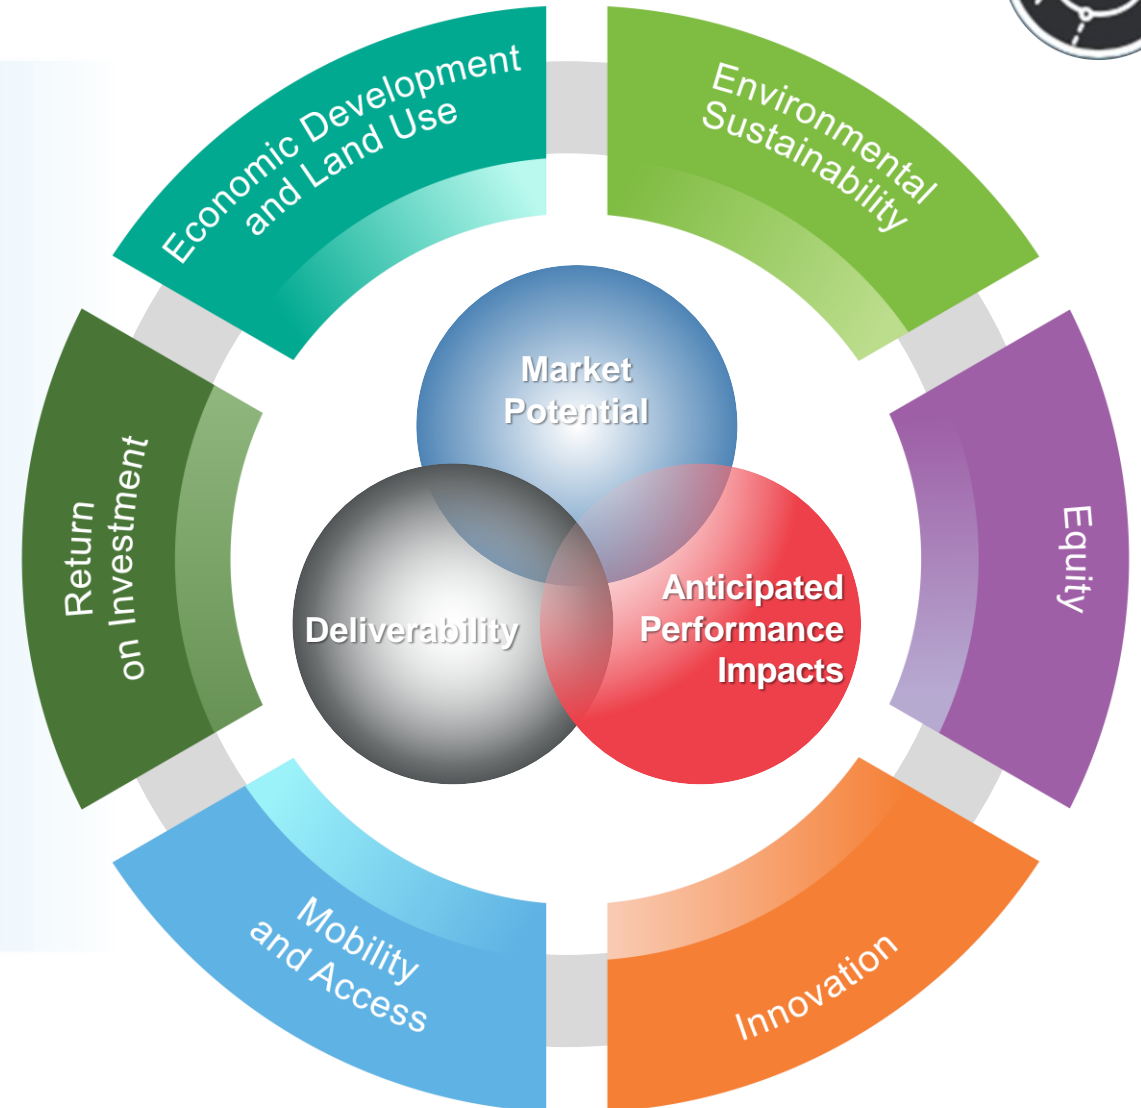 Economic Development
and Land Use
Environmental
Sustainability
Equity
Innovation
Mobility
and Access
Return
on Investment
Market
Potential
Deliverability
Anticipated
Performance
Impacts